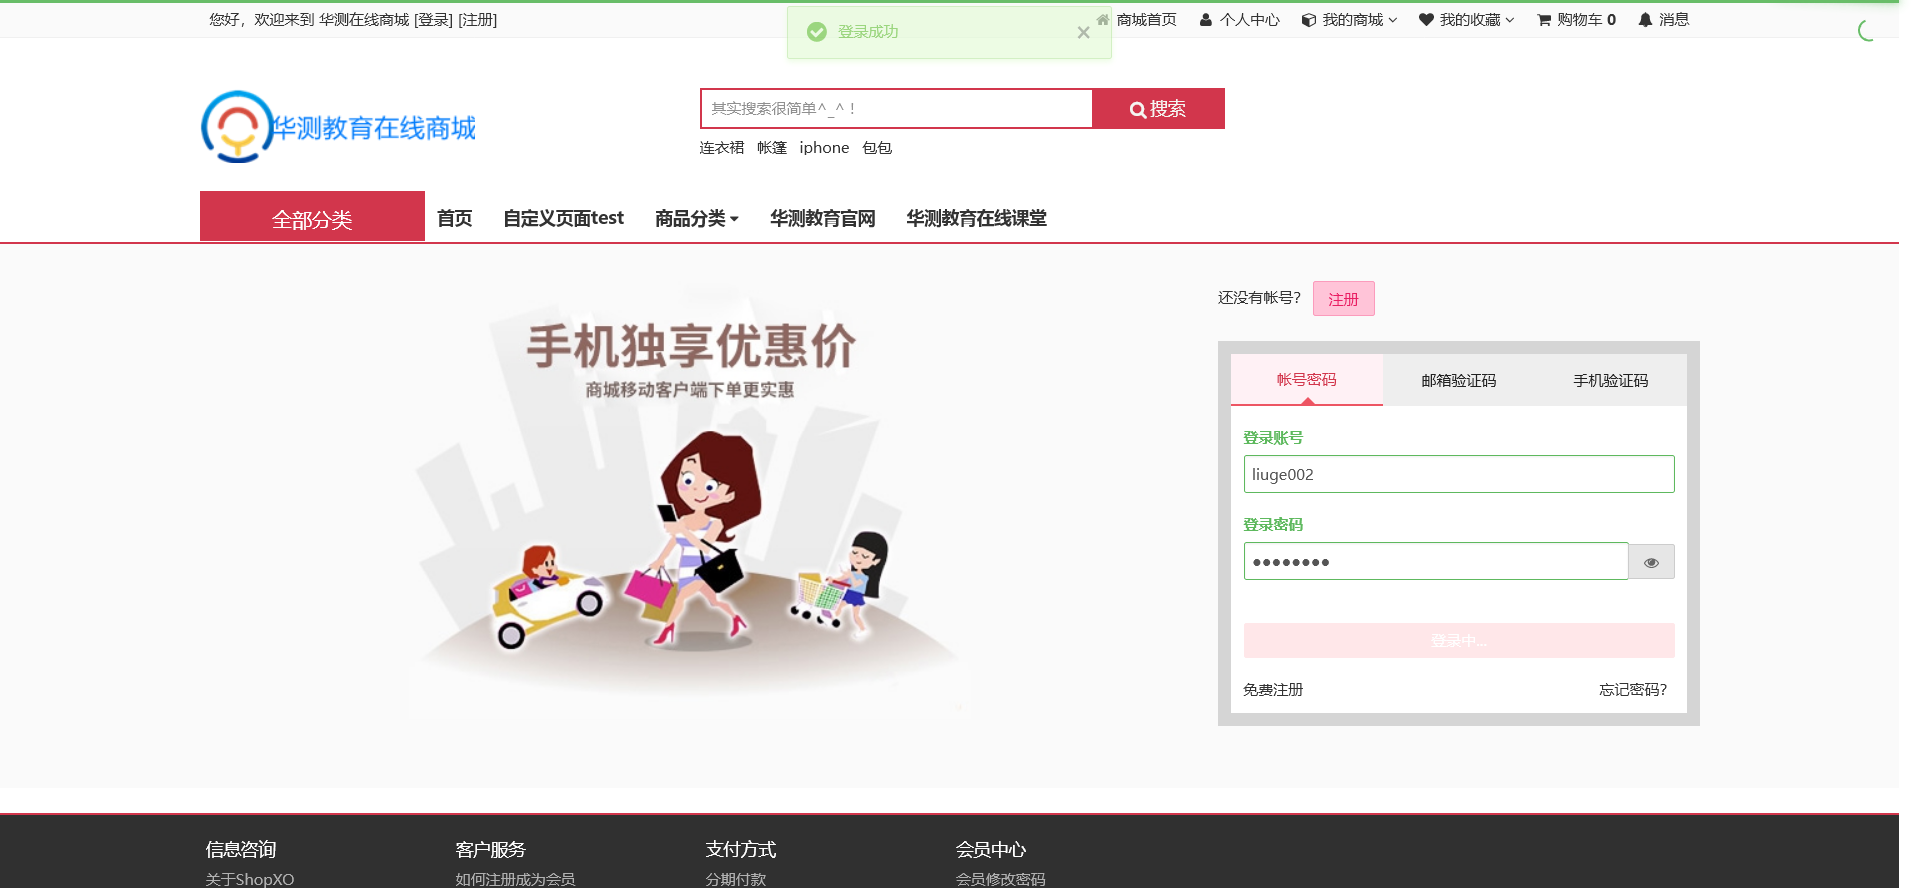 您好，欢迎来到 华测在线商城 [登录] [注册]
登录成功
商城首页 个人中心 我的商城 我的收藏 购物车 0 消息
华测教育在线商城
其实搜索很简单^_^ !
搜索
连衣裙 帐篷 iphone 包包
全部分类 首页 自定义页面test 商品分类 华测教育官网 华测教育在线课堂
手机独享优惠价
商城移动客户端下单更实惠
还没有帐号? 注册
帐号密码 邮箱验证码 手机验证码
登录账号
liuge002
登录密码
••••••••
登录中...
免费注册 忘记密码?
信息咨询 客户服务 支付方式 会员中心
关于ShopXO 如何注册成为会员 分期付款 会员修改密码